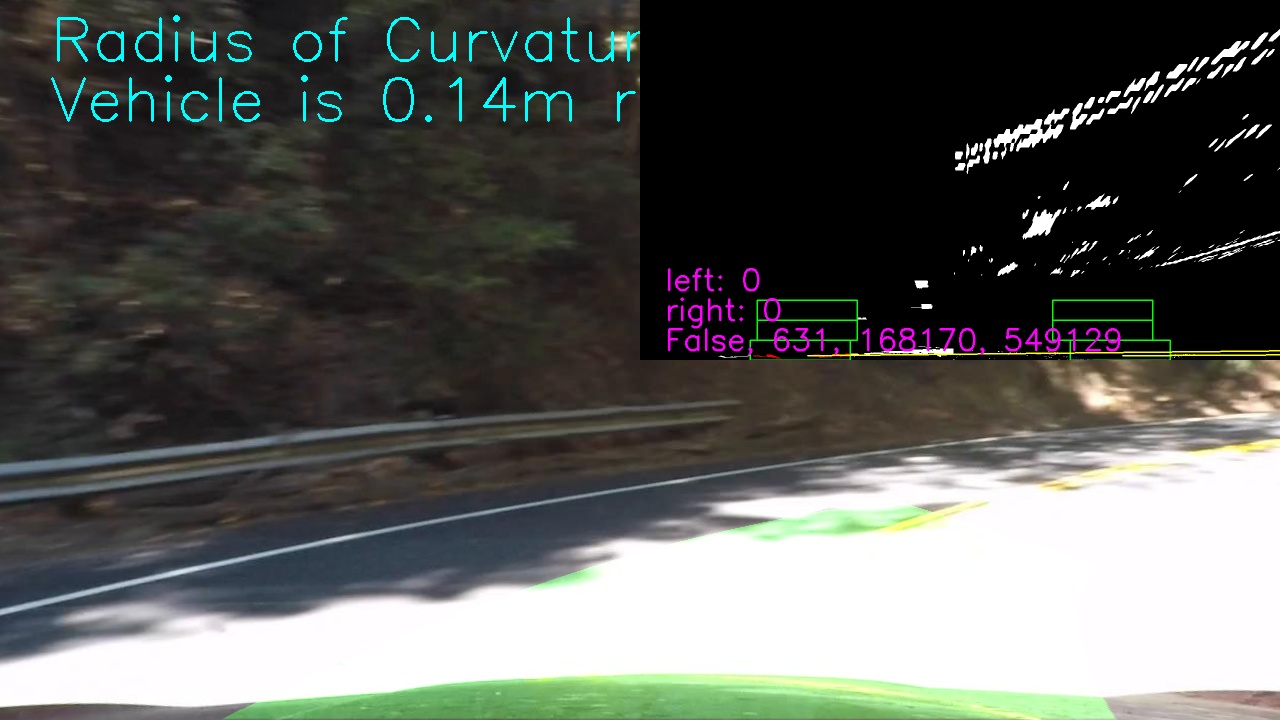 Radius of Curvatur
Vehicle is 0.14m r
left: 0
right: 0
False, 631, 168170, 549129